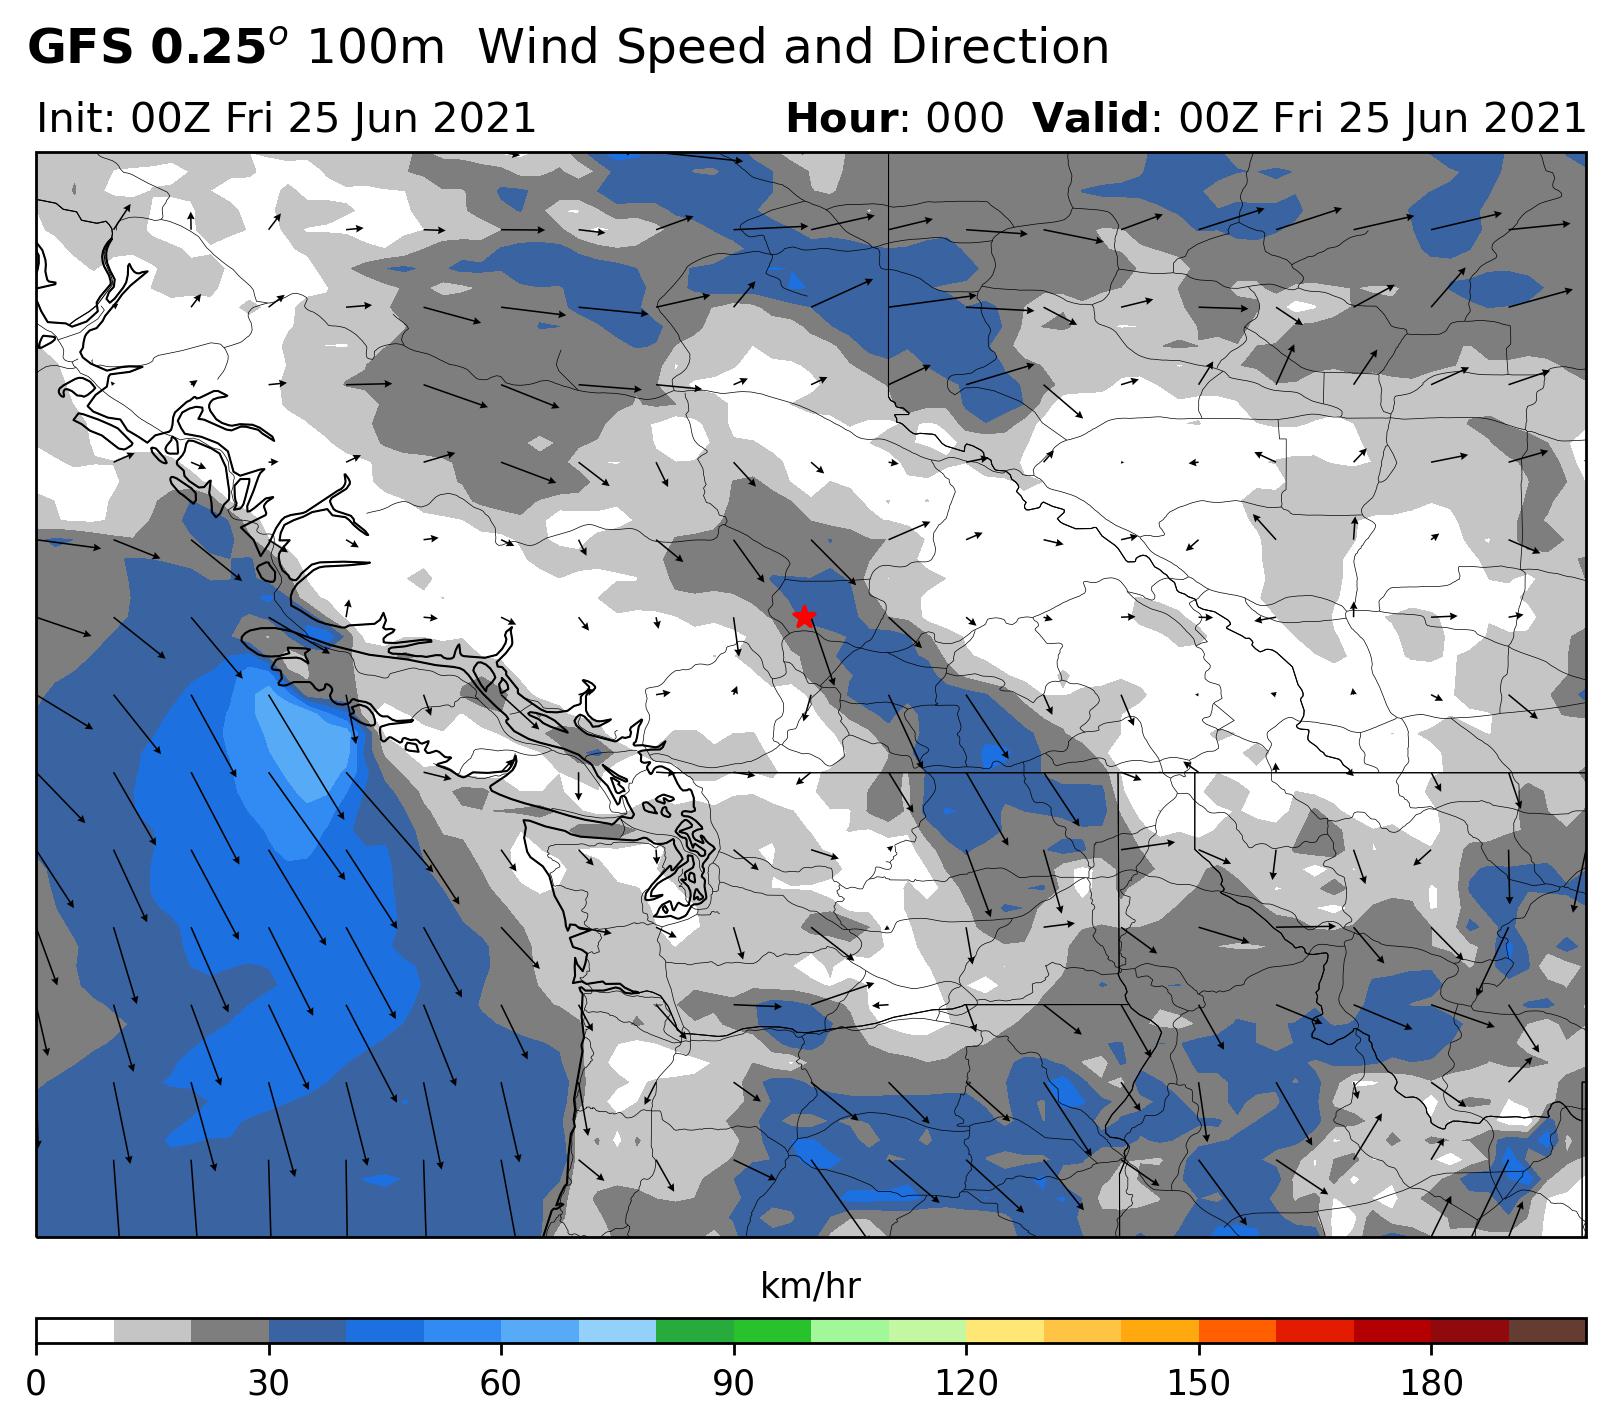 GFS 0.25° 100m Wind Speed and Direction
Init: 00Z Fri 25 Jun 2021 Hour: 000 Valid: 00Z Fri 25 Jun 2021
km/hr
0 30 60 90 120 150 180